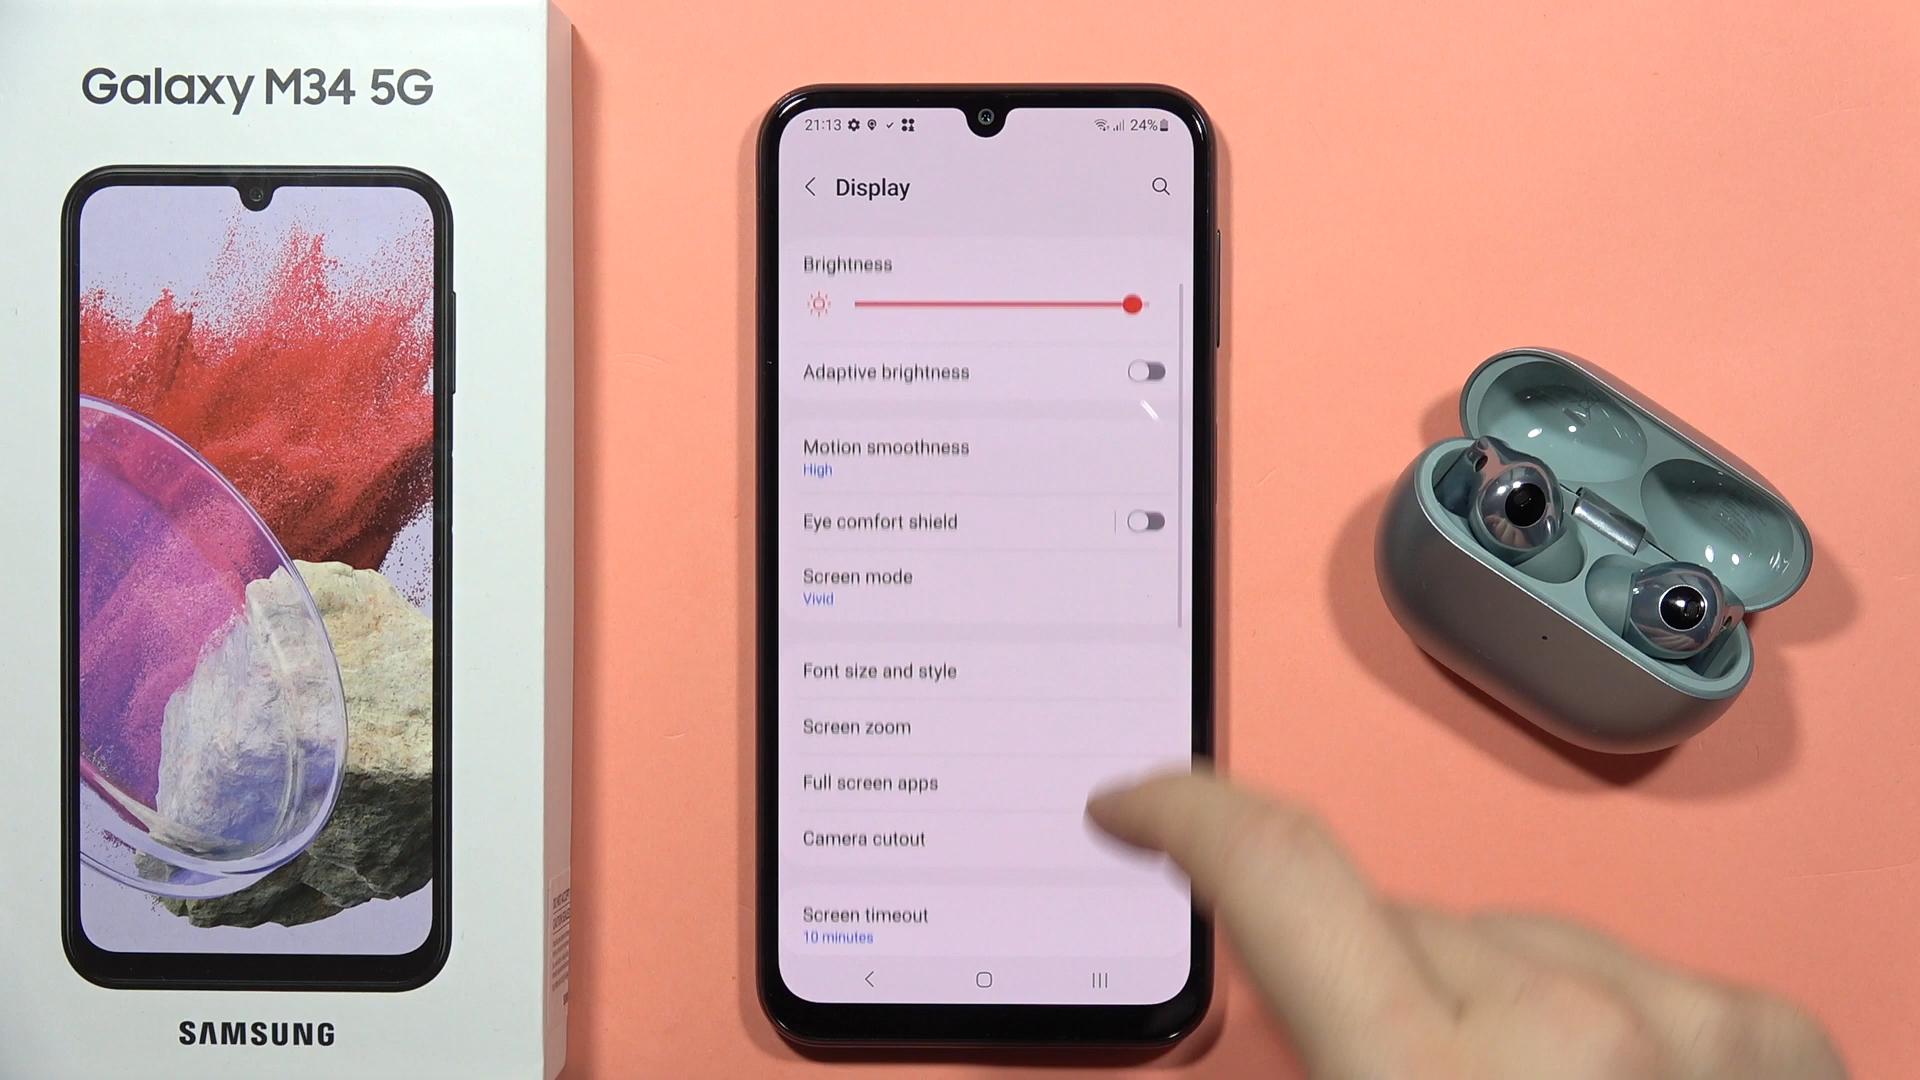 Galaxy M34 5G
SAMSUNG
21:13
24%
Display
Brightness
Adaptive brightness
Motion smoothness
High
Eye comfort shield
Screen mode
Vivid
Font size and style
Screen zoom
Full screen apps
Camera cutout
Screen timeout
10 minutes